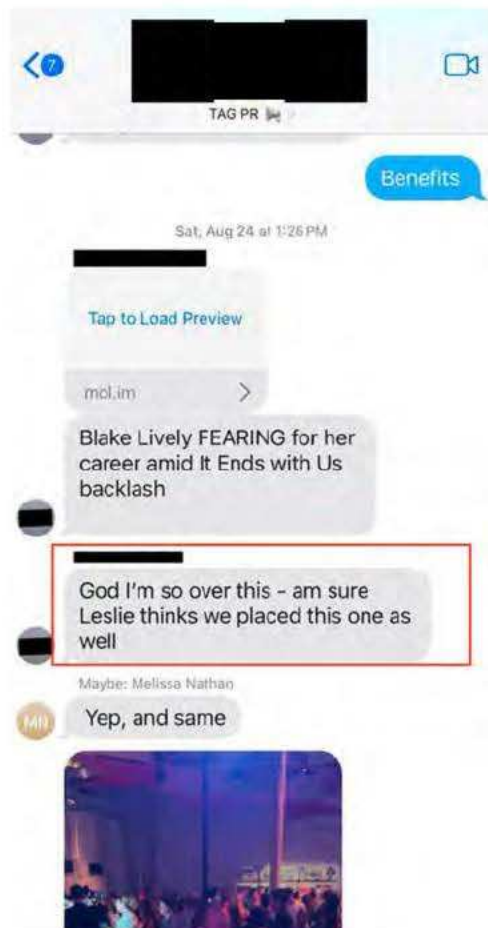 7
TAG PR
Benefits
Sat, Aug 24 at 1:26 PM
Tap to Load Preview
mol.im
Blake Lively FEARING for her
career amid It Ends with Us
backlash
God I'm so over this - am sure
Leslie thinks we placed this one as
well
Maybe: Melissa Nathan
MN
Yep, and same